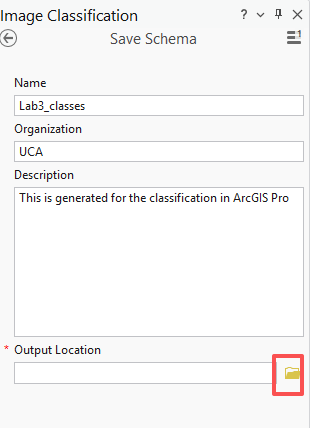 Image Classification ?
Save Schema 1
Name
Lab3_classes
Organization
UCA
Description
This is generated for the classification in ArcGIS Pro
* Output Location